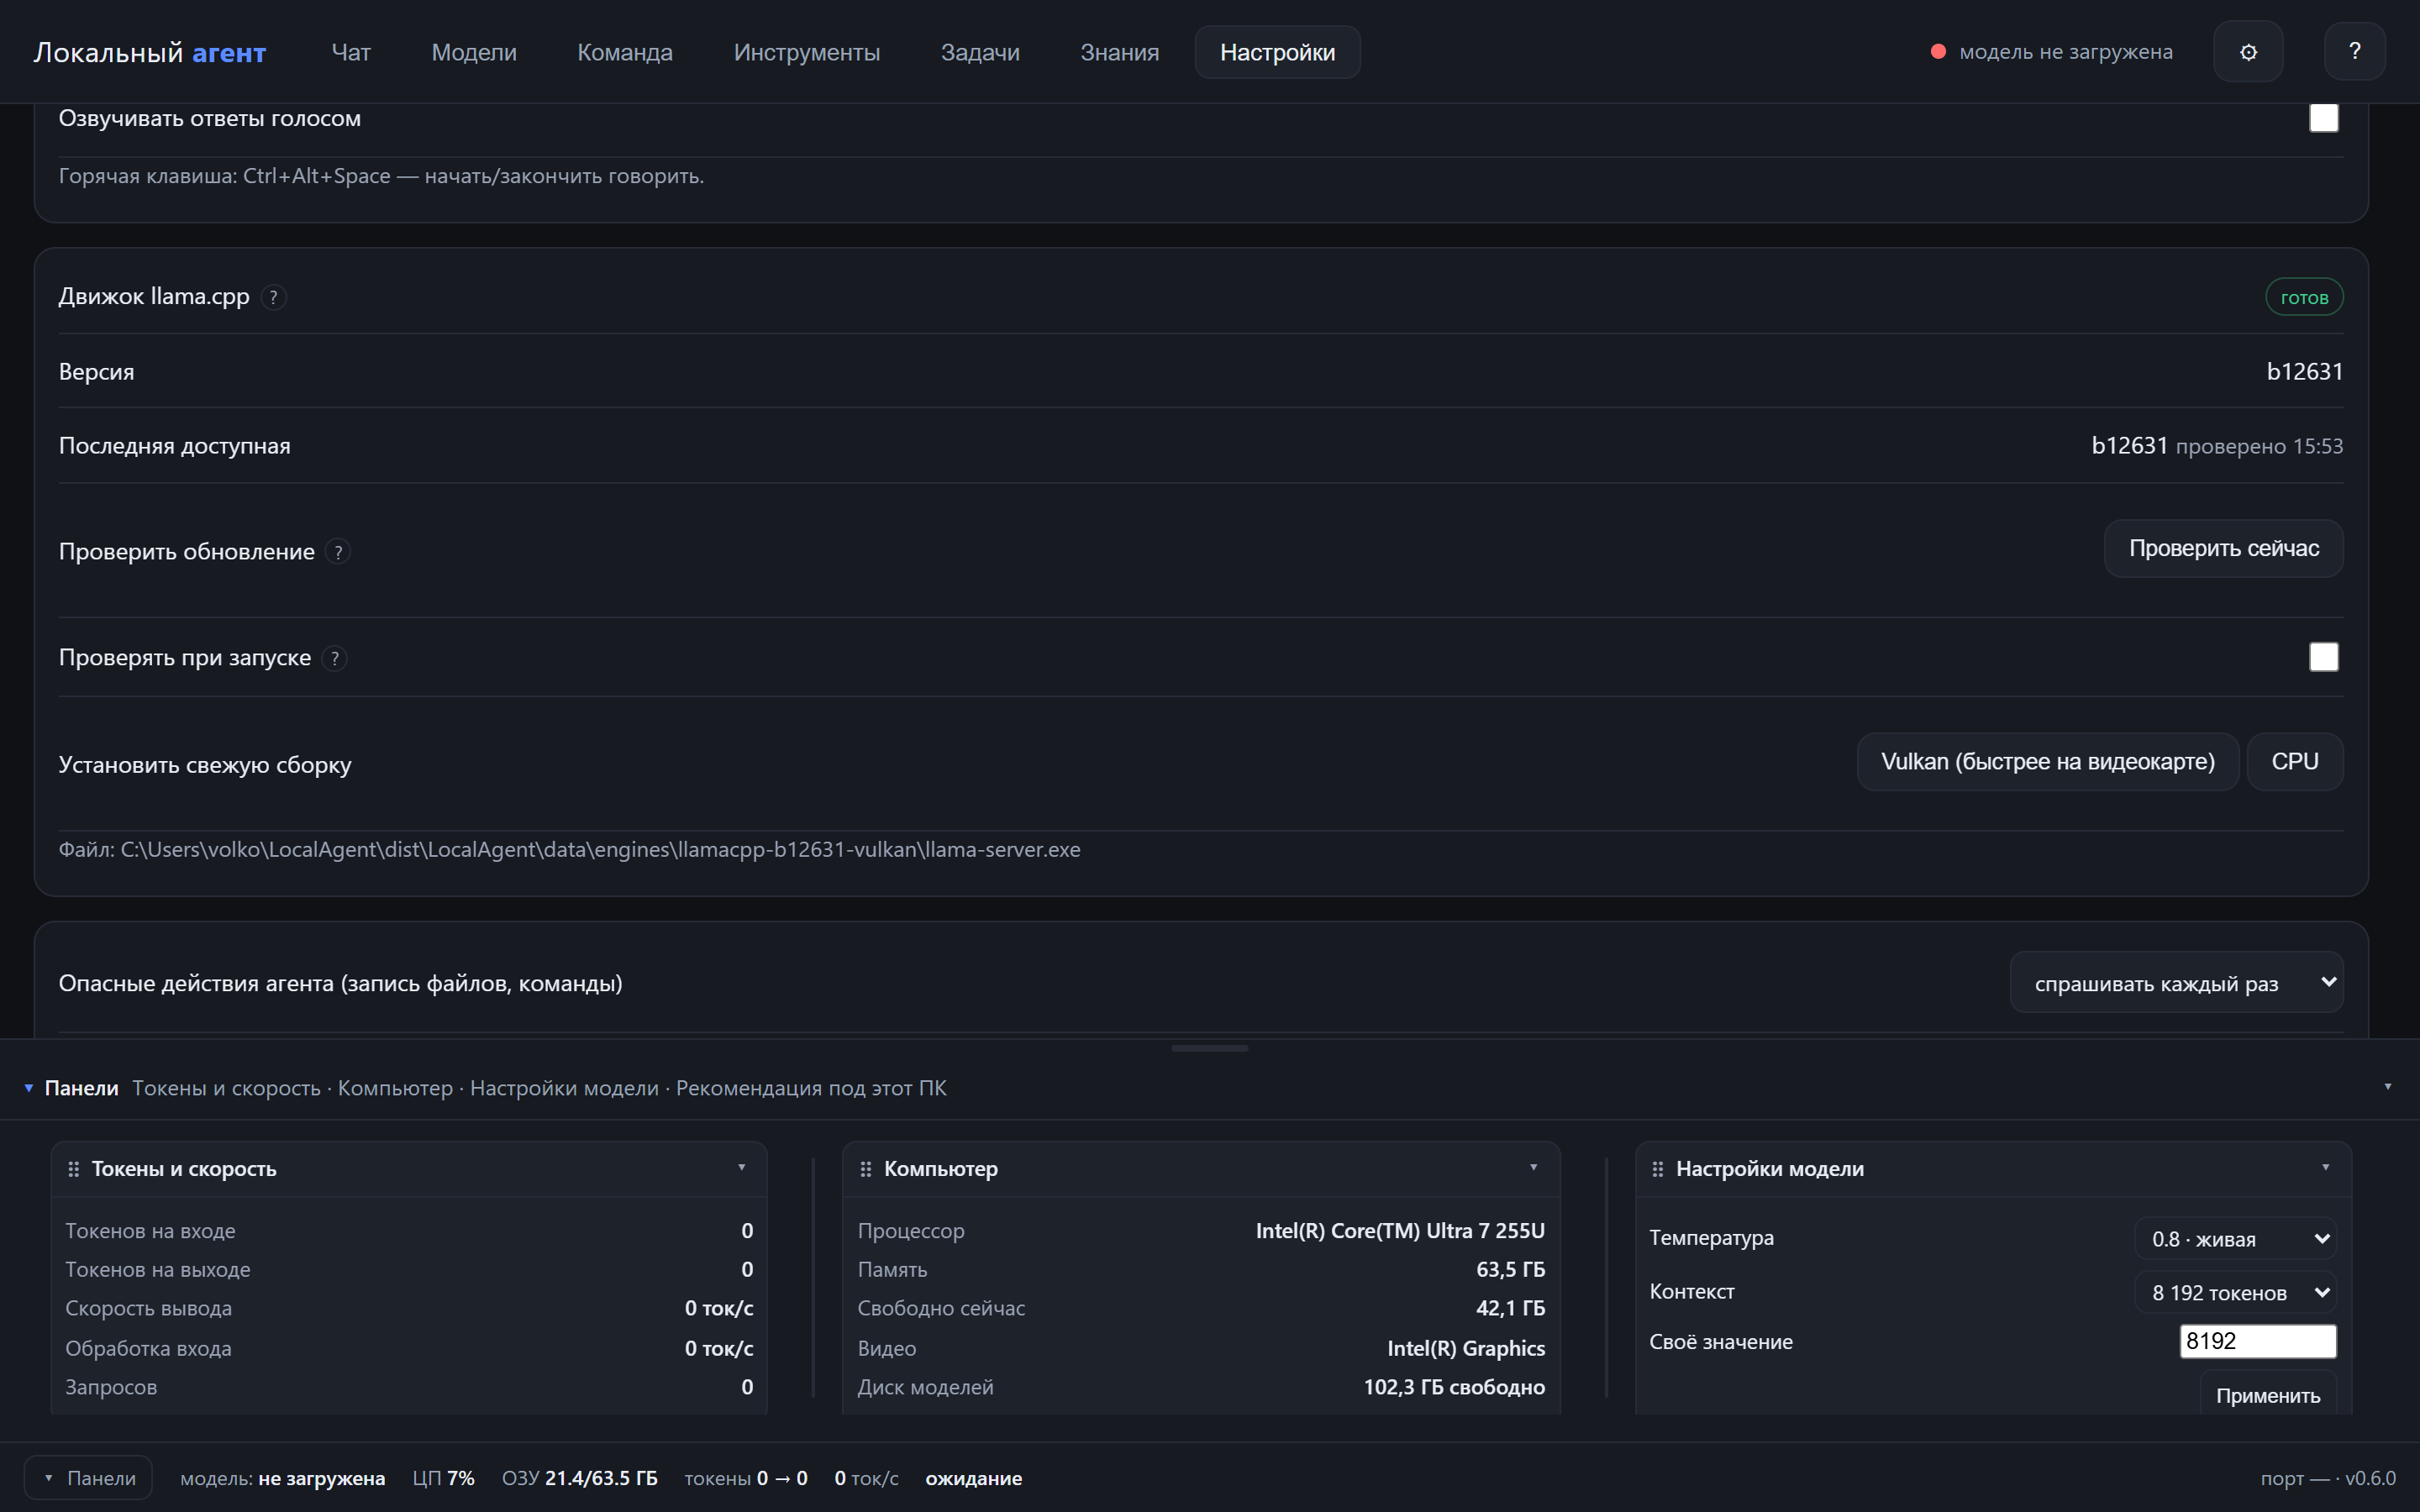 Локальный агент Чат Модели Команда Инструменты Задачи Знания Настройки модель не загружена ?
Озвучивать ответы голосом
Горячая клавиша: Ctrl+Alt+Space — начать/закончить говорить.
Движок llama.cpp ? готов
Версия b12631
Последняя доступная b12631 проверено 15:53
Проверить обновление ? Проверить сейчас
Проверять при запуске ?
Установить свежую сборку Vulkan (быстрее на видеокарте) CPU
Файл: C:\Users\volko\LocalAgent\dist\LocalAgent\data\engines\llamacpp-b12631-vulkan\llama-server.exe
Опасные действия агента (запись файлов, команды) спрашивать каждый раз
Панели Токены и скорость · Компьютер · Настройки модели · Рекомендация под этот ПК
Токены и скорость
Токенов на входе 0
Токенов на выходе 0
Скорость вывода 0 ток/с
Обработка входа 0 ток/с
Запросов 0
Компьютер
Процессор Intel(R) Core(TM) Ultra 7 255U
Память 63,5 ГБ
Свободно сейчас 42,1 ГБ
Видео Intel(R) Graphics
Диск моделей 102,3 ГБ свободно
Настройки модели
Температура 0.8 · живая
Контекст 8 192 токенов
Своё значение 8192
Применить
Панели модель: не загружена ЦП 7% ОЗУ 21.4/63.5 ГБ токены 0 → 0 0 ток/с ожидание порт — · v0.6.0